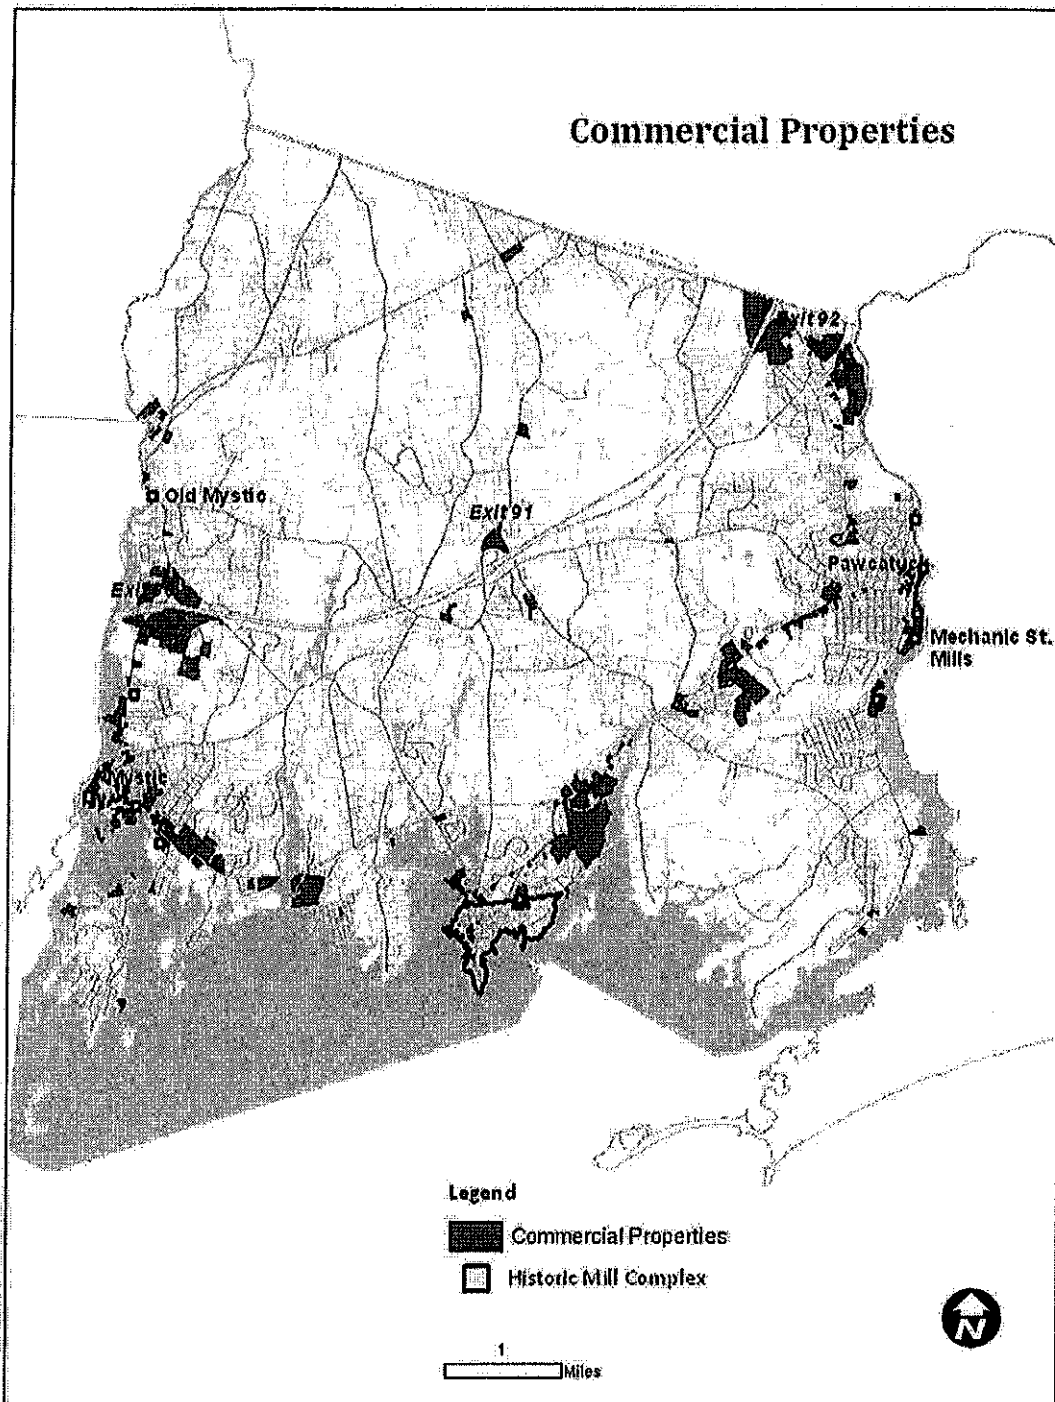 Commercial Properties
Exit 92
Old Mystic
Exit 91
Pawcatuck
Mechanic St.
Mills
Mystic
Legend
Commercial Properties
Historic Mill Complex
N
1
Miles